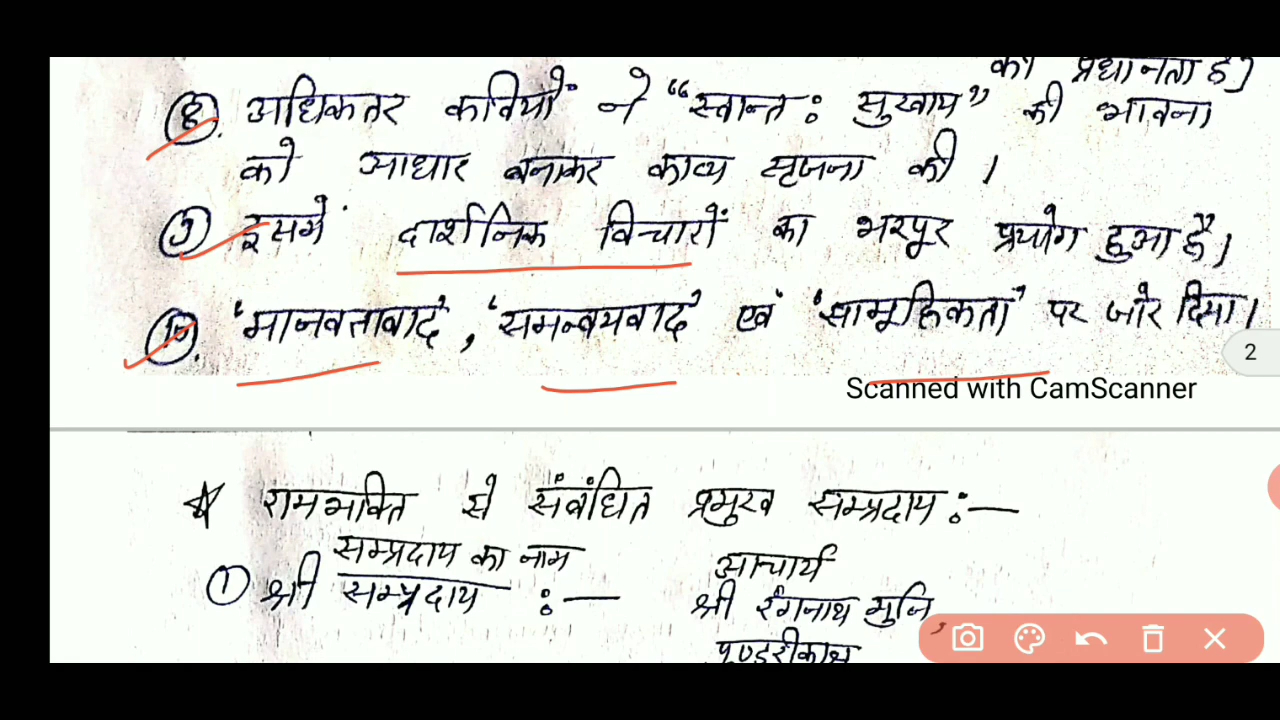 की प्रधानता है।
⑧. अधिकतर कवियों ने “स्वान्त: सुखाय” की भावना
को आधार बनाकर काव्य सृजना की ।
⑨ इसमें दार्शनिक विचारों का भरपूर प्रयोग हुआ है।
⑩. 'मानवतावाद', 'समन्वयवाद' एवं 'सामूहिकता' पर जोर दिया।
2
Scanned with CamScanner
☆ रामभक्ति से संबंधित प्रमुख सम्प्रदाय :—
सम्प्रदाय का नाम आचार्य
① श्री सम्प्रदाय :— श्री रंगनाथ मुनि,
पुण्डरीकाक्ष